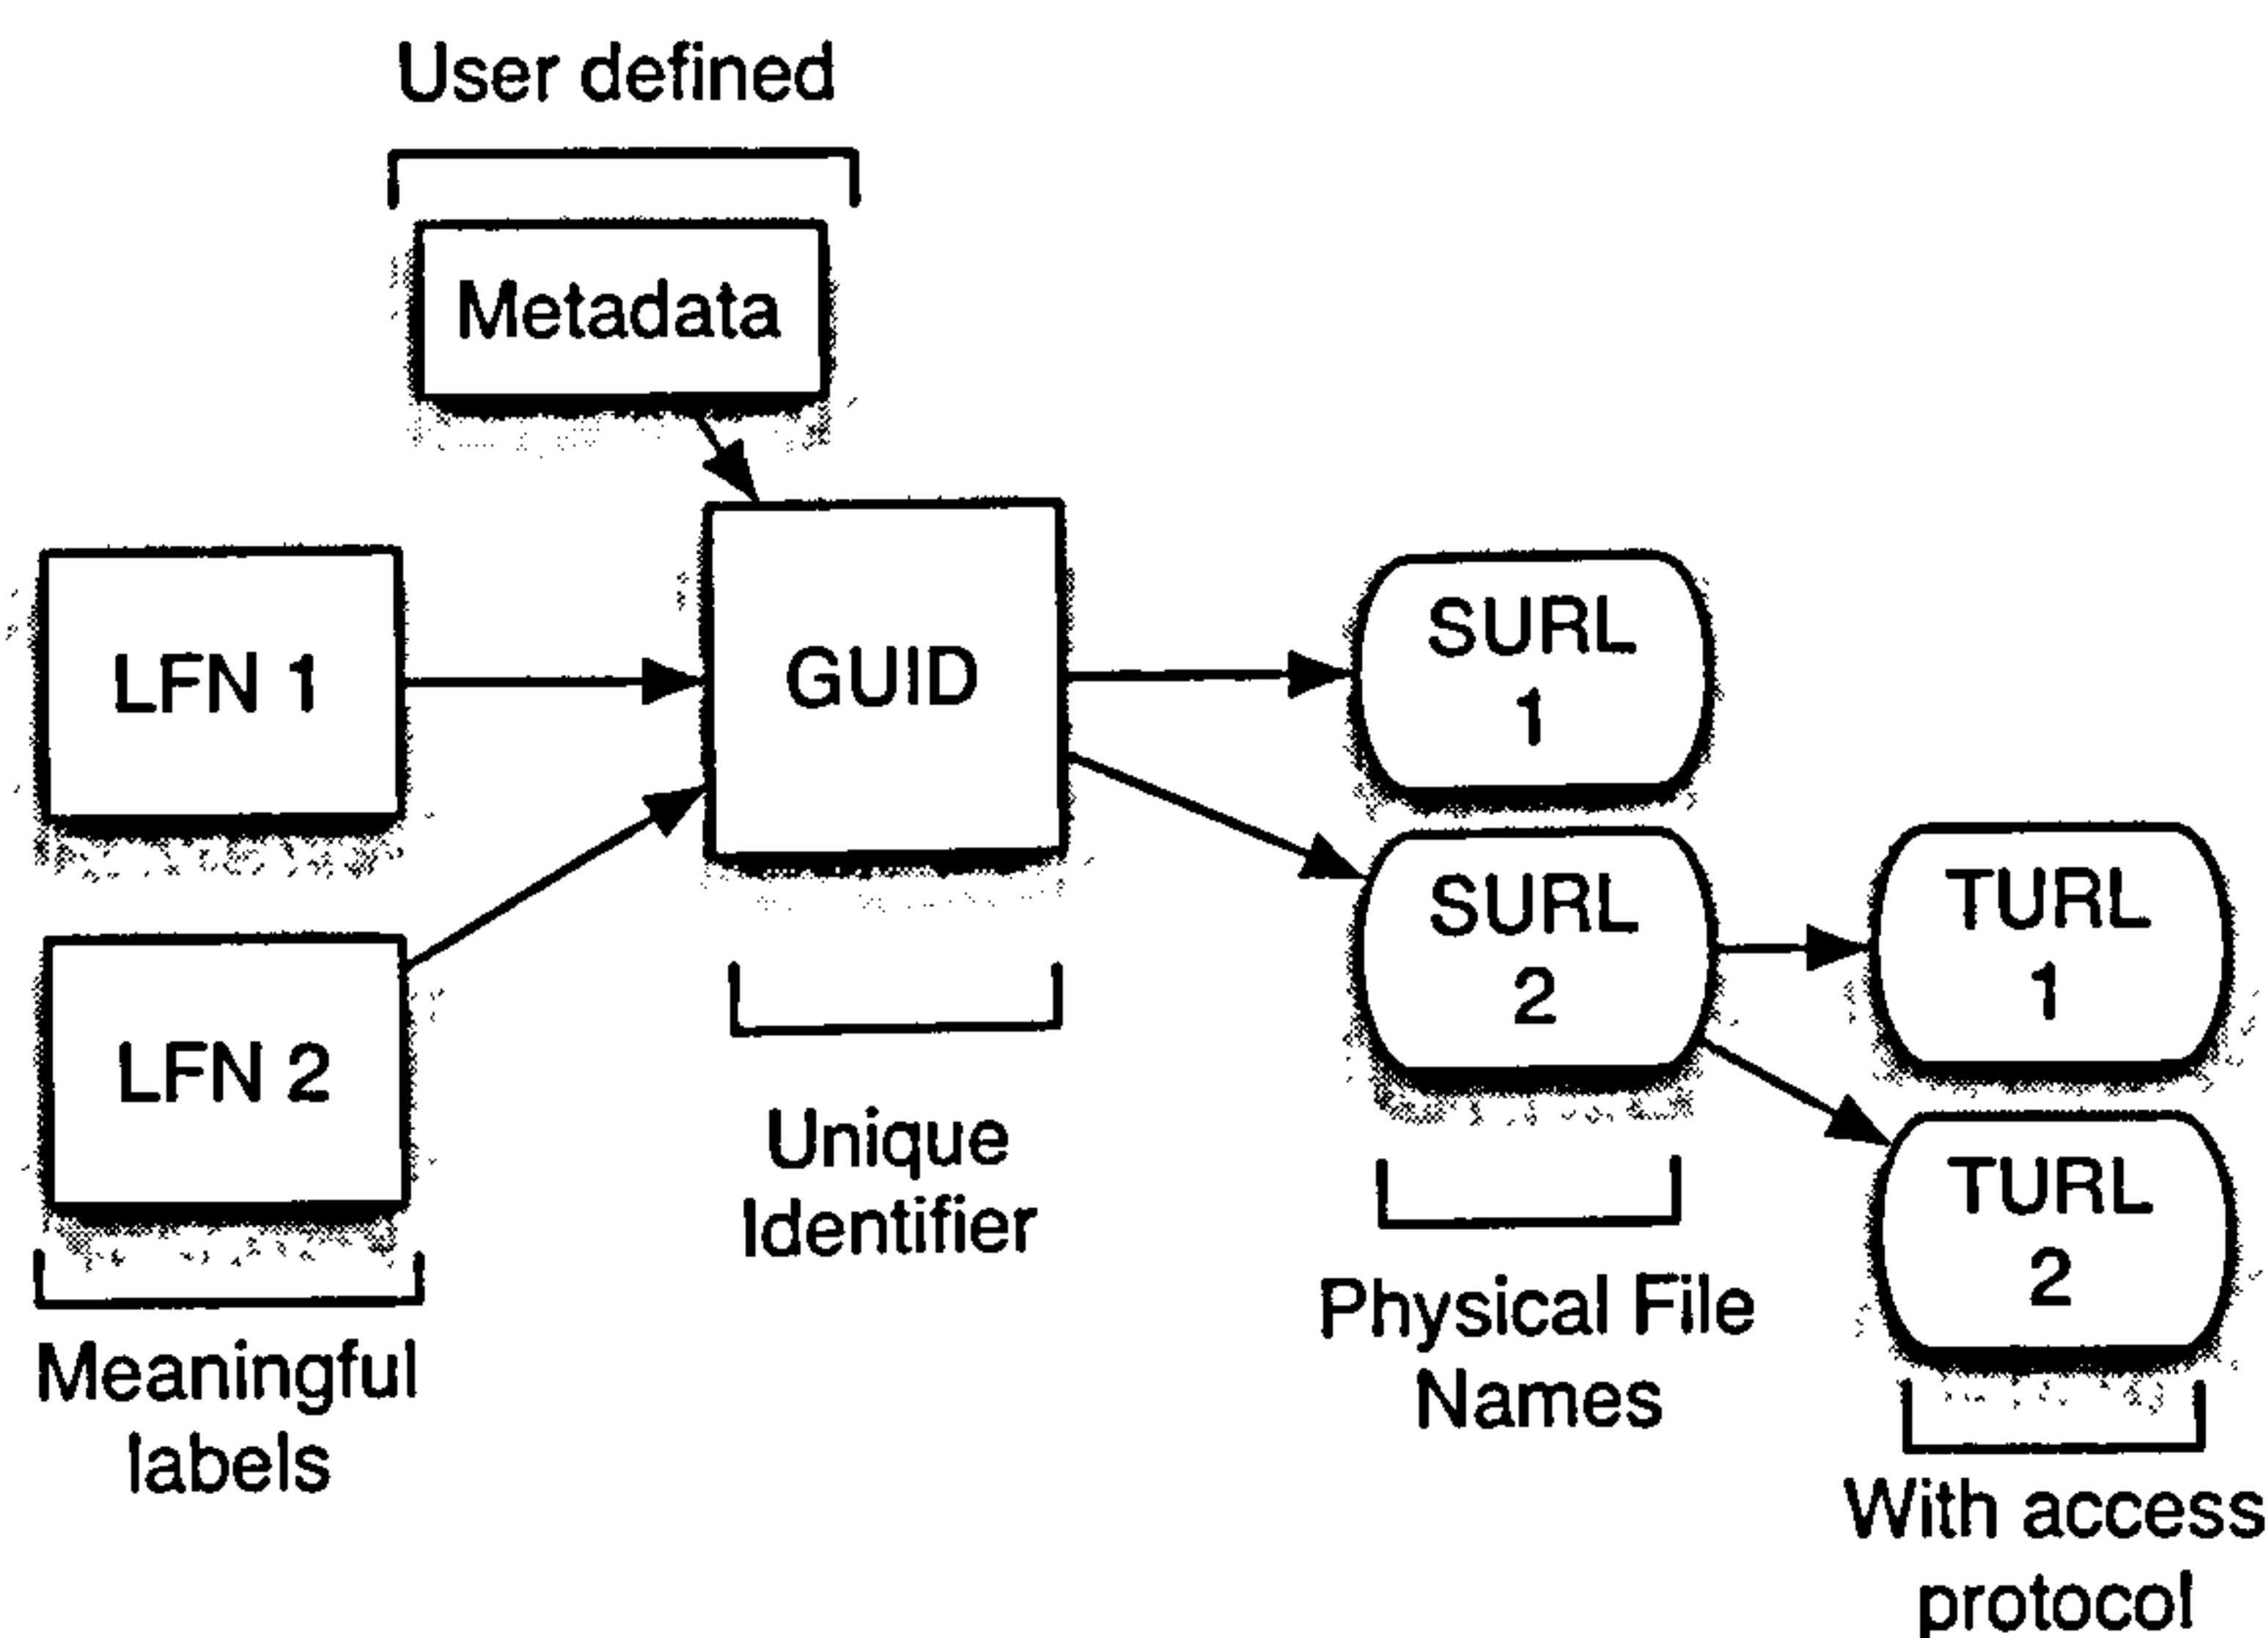 User defined
Metadata
LFN 1
GUID
SURL
1
LFN 2
SURL
2
TURL
1
TURL
2
Unique
Identifier
Meaningful
labels
Physical File
Names
With access
protocol